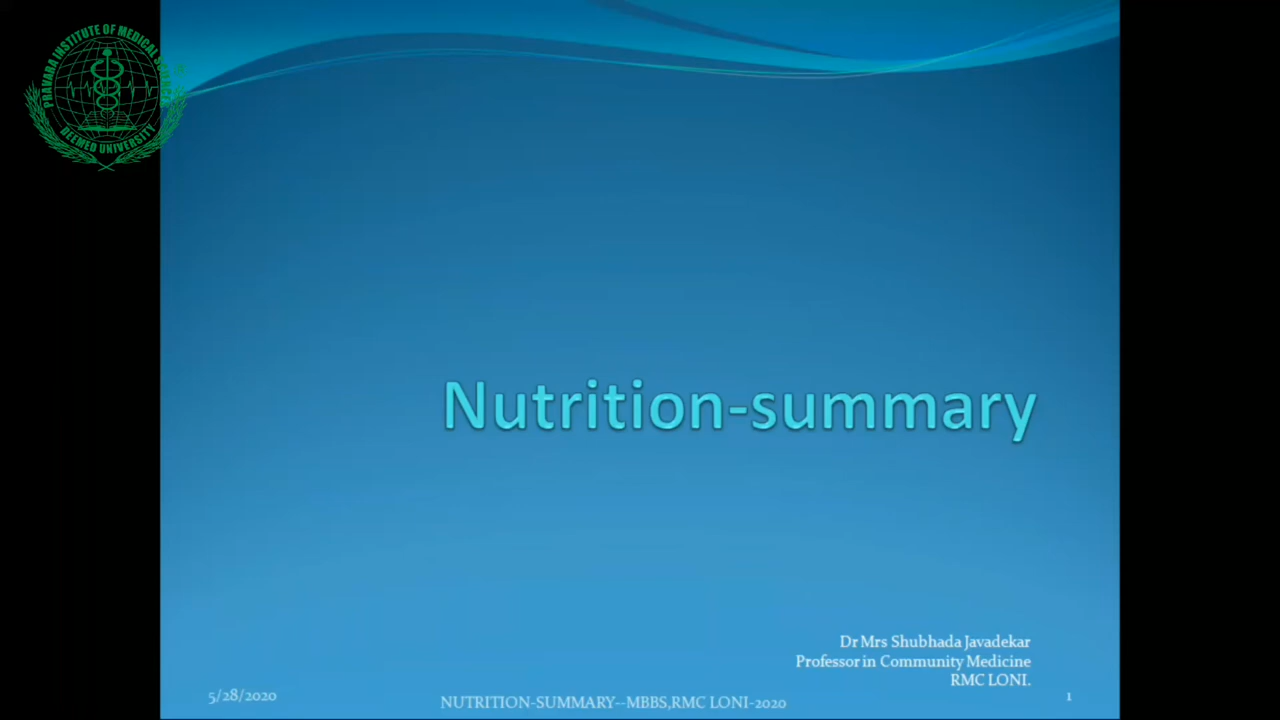 PRAVARA INSTITUTE OF MEDICAL SCIENCES
DEEMED UNIVERSITY
Nutrition-summary
Dr Mrs Shubhada Javadekar
Professor in Community Medicine
RMC LONI.
5/28/2020
NUTRITION-SUMMARY--MBBS,RMC LONI-2020
1